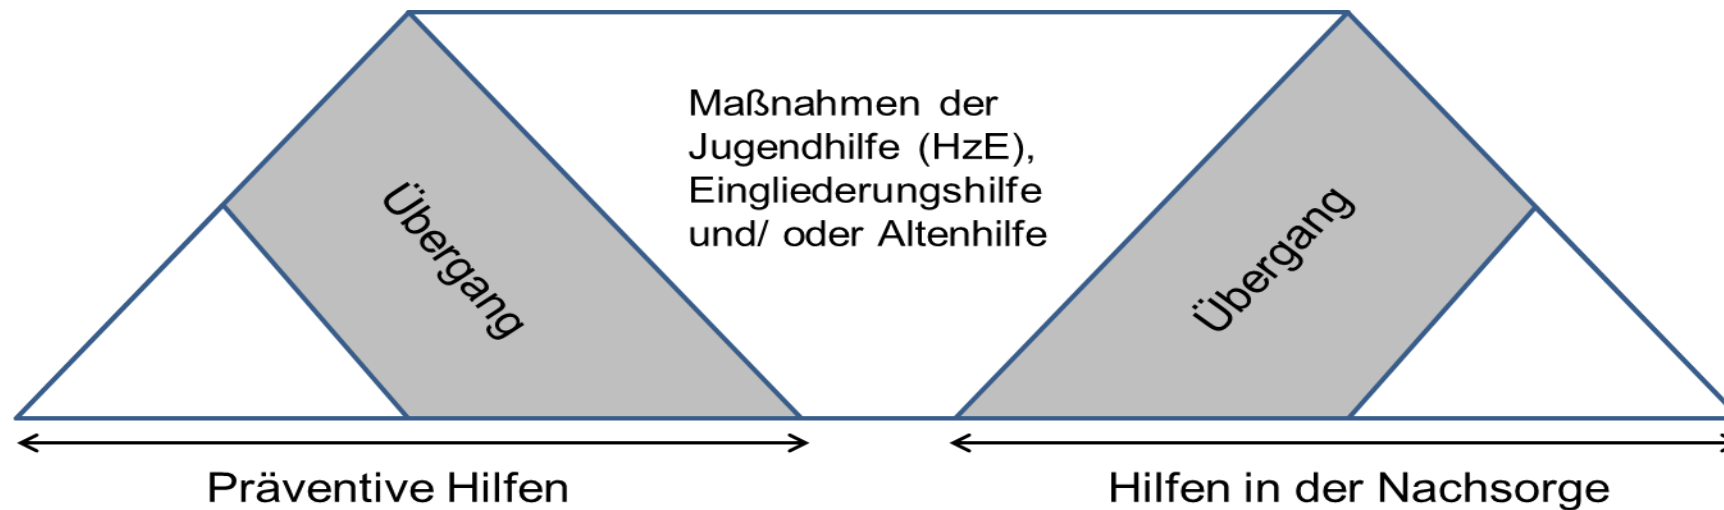 Maßnahmen der
Jugendhilfe (HzE),
Eingliederungshilfe
und/ oder Altenhilfe
Übergang
Übergang
Präventive Hilfen
Hilfen in der Nachsorge